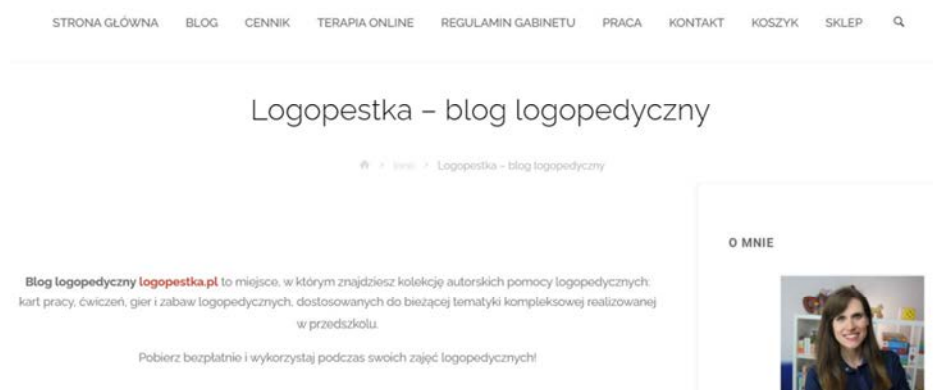 STRONA GŁÓWNA BLOG CENNIK TERAPIA ONLINE REGULAMIN GABINETU PRACA KONTAKT KOSZYK SKLEP
Logopestka – blog logopedyczny
Logopestka – blog logopedyczny
O MNIE
Blog logopedyczny logopestka.pl to miejsce, w którym znajdziesz kolekcję autorskich pomocy logopedycznych:
kart pracy, ćwiczeń, gier i zabaw logopedycznych, dostosowanych do bieżącej tematyki kompleksowej realizowanej
w przedszkolu.
Pobierz bezpłatnie i wykorzystaj podczas swoich zajęć logopedycznych!